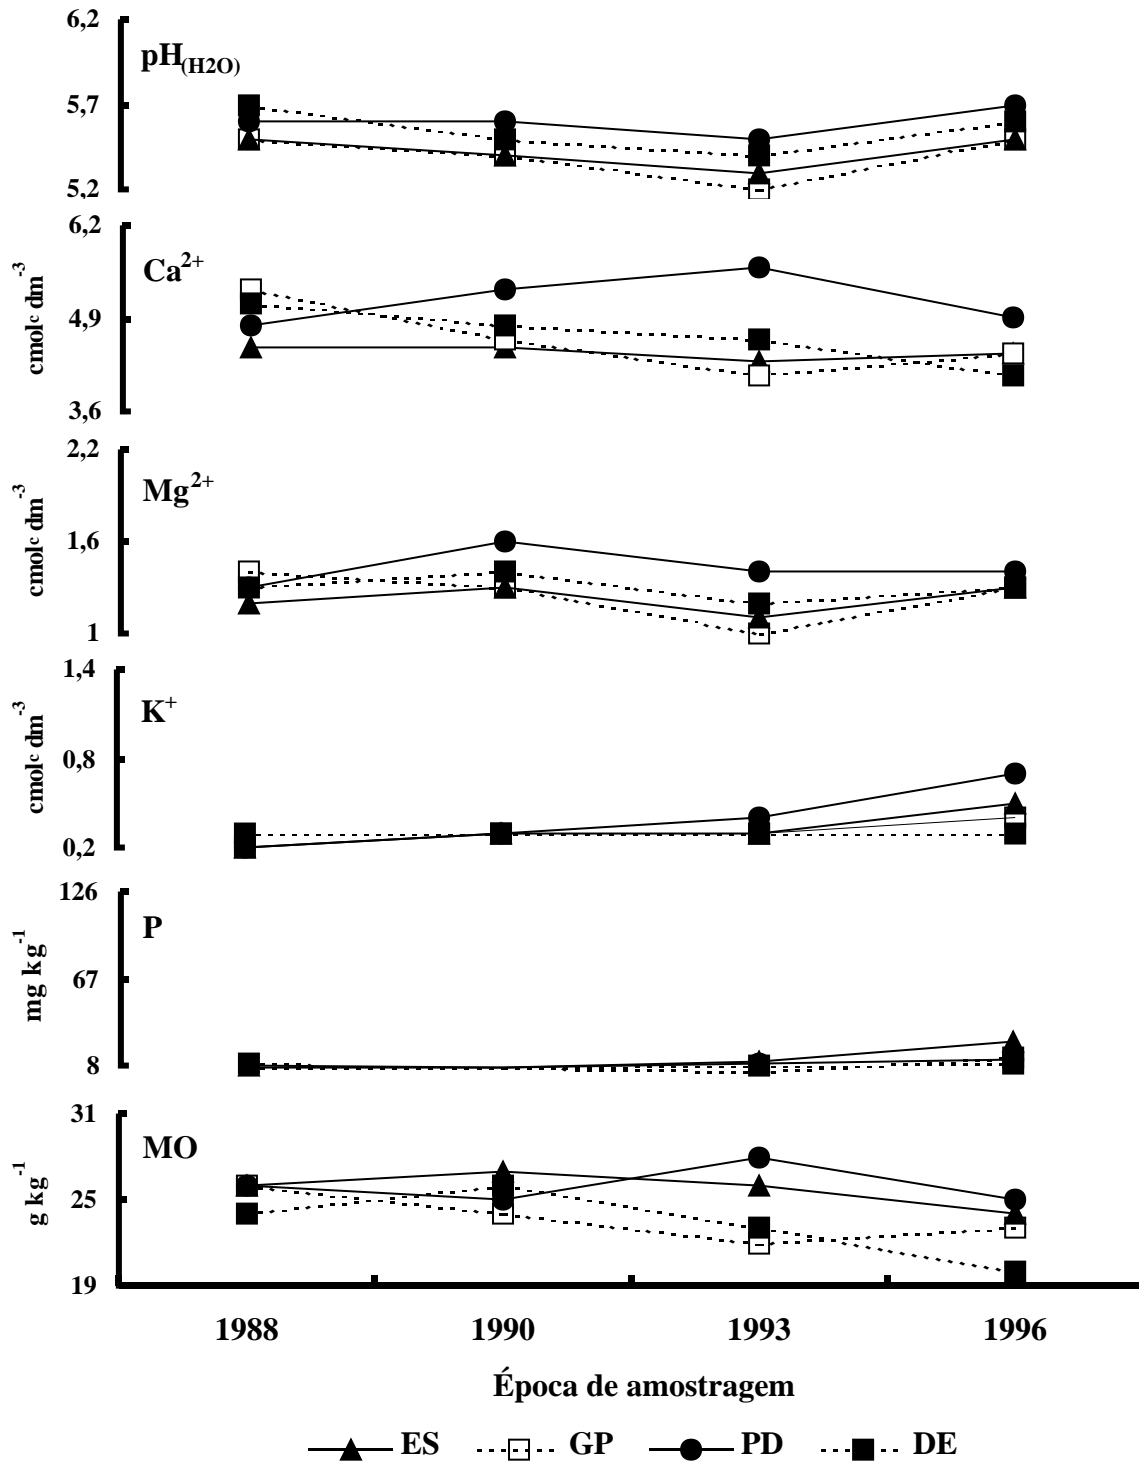 6,2
pH(H2O)
5,7
5,2
6,2
Ca2+
cmolc dm-3
4,9
3,6
2,2
Mg2+
cmolc dm-3
1,6
1
1,4
K+
cmolc dm-3
0,8
0,2
126
P
mg kg-1
67
8
31
MO
g kg-1
25
19
1988 1990 1993 1996
Época de amostragem
ES GP PD DE